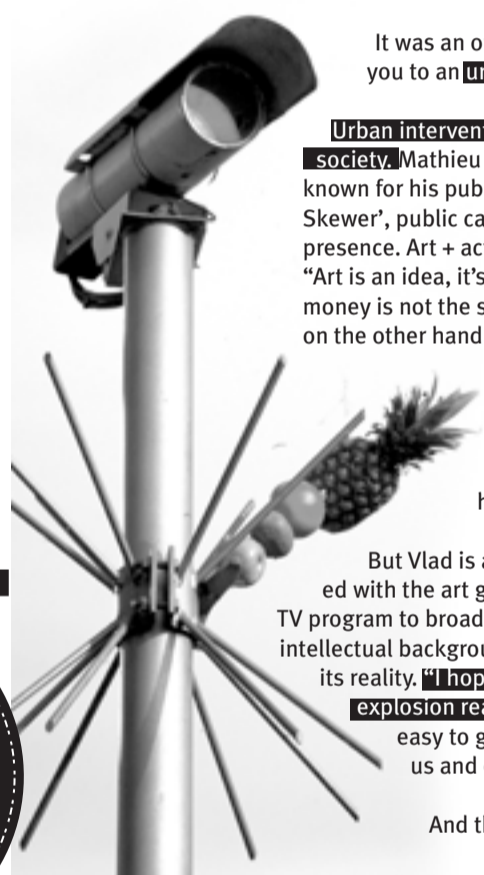 It was an o
you to an
Urban intervent
society. Mathieu
known for his pub
Skewer', public ca
presence. Art + ac
“Art is an idea, it’s
money is not the s
on the other hand
h
But Vlad is a
ed with the art g
TV program to broad
intellectual backgrou
its reality. “I hop
explosion rea
easy to g
us and
And th